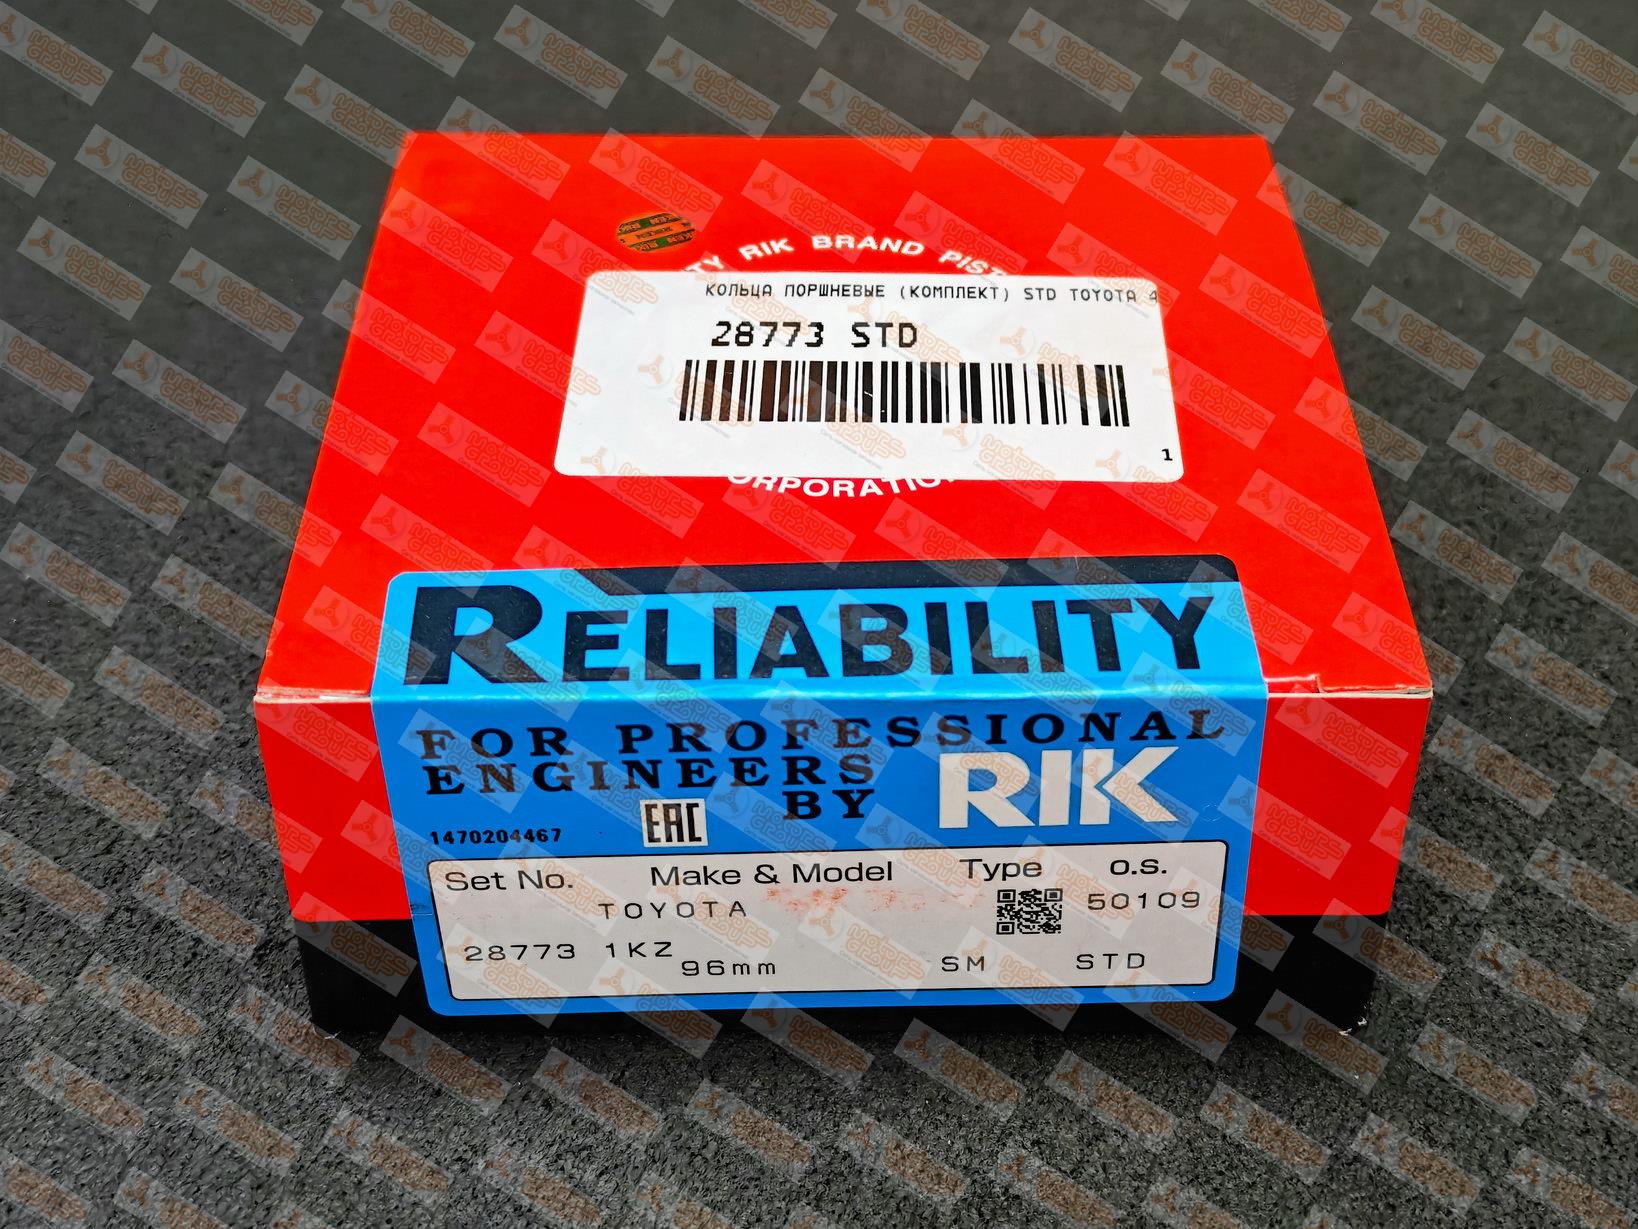 TY RIK BRAND PIST
КОЛЬЦА ПОРШНЕВЫЕ (КОМПЛЕКТ) STD TOYOTA 4
28773 STD
1
ORPORATIO
RELIABILITY
FOR PROFESSIONAL
ENGINEERS
BY RIK
1470204467 EAC
Set No. Make & Model Type o.s.
TOYOTA 50109
28773 1KZ 96mm SM STD